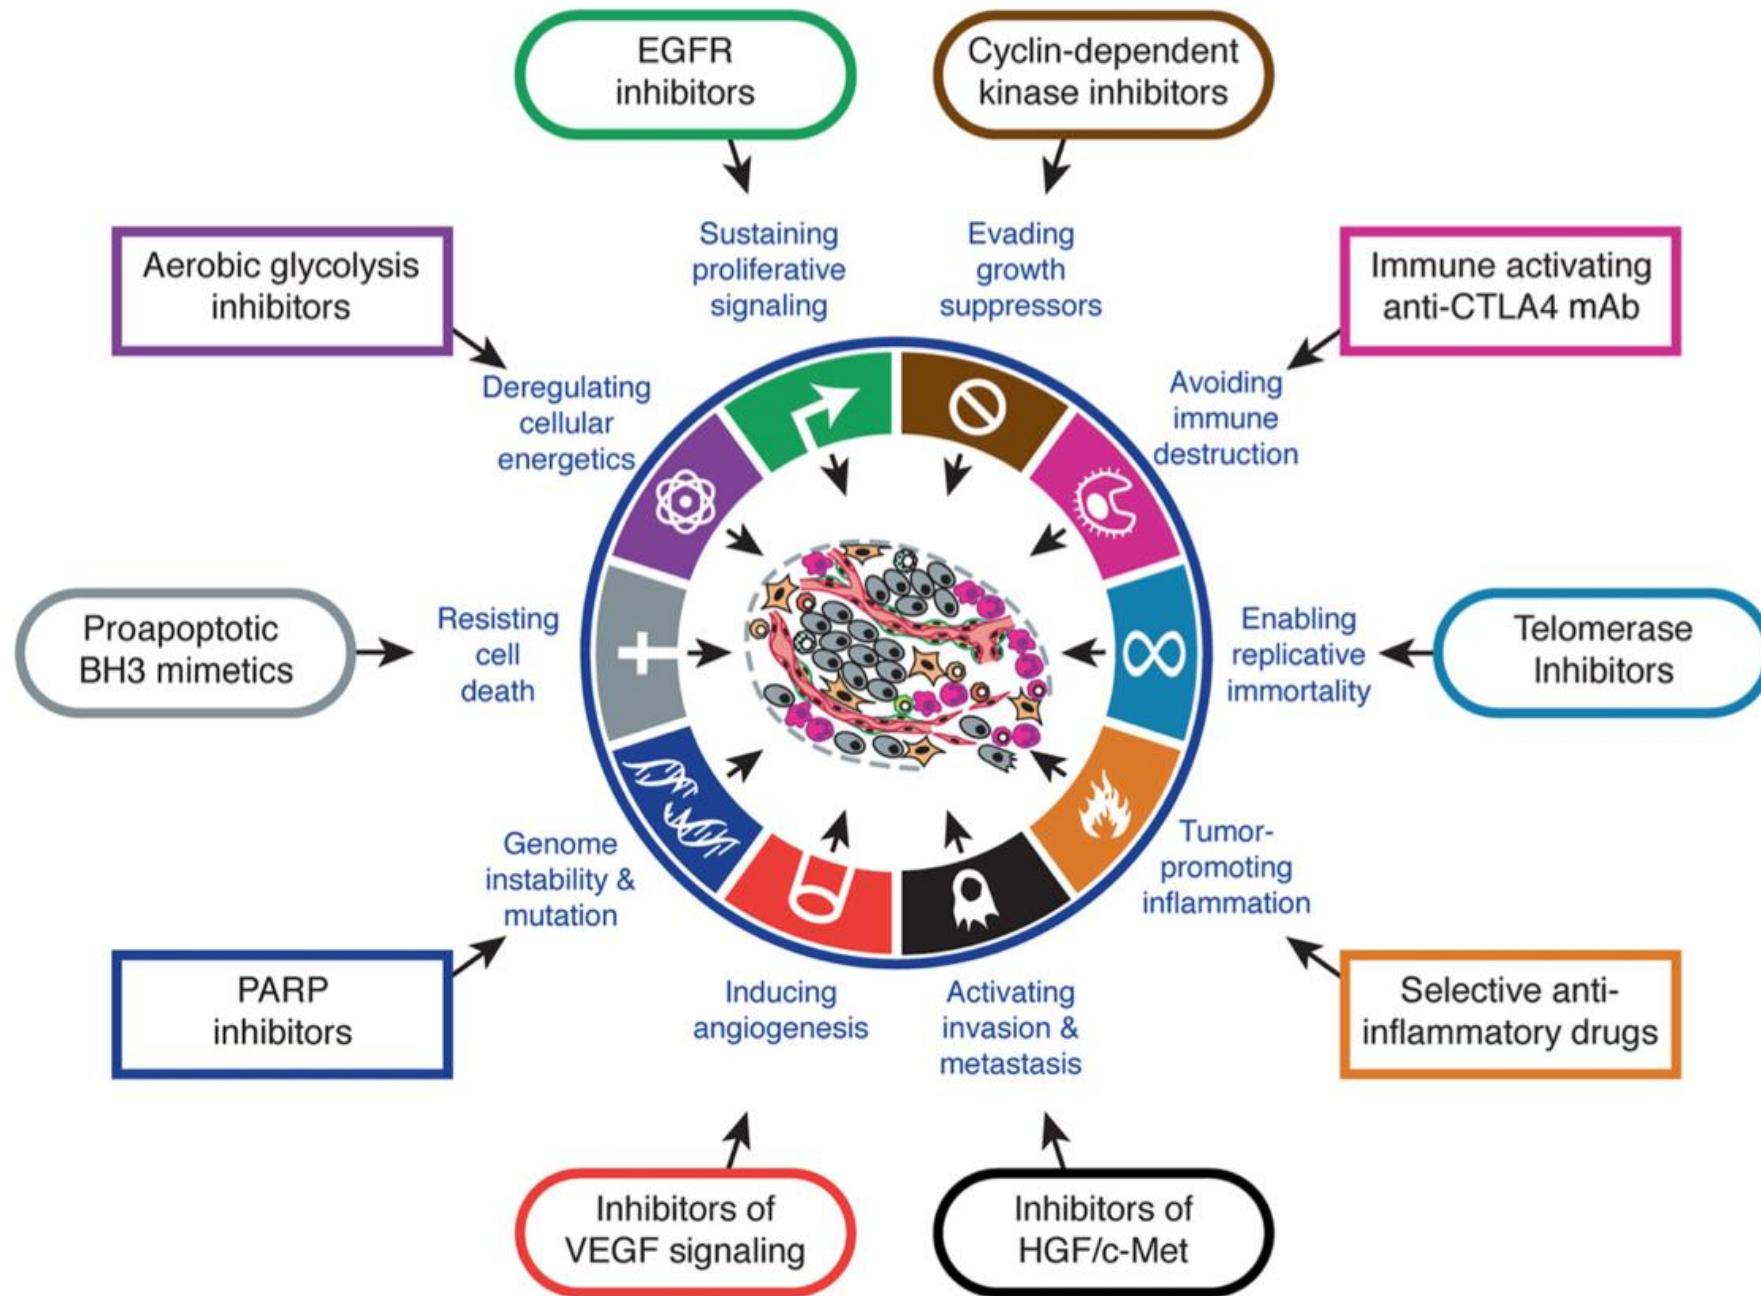 EGFR
inhibitors
Cyclin-dependent
kinase inhibitors
Aerobic glycolysis
inhibitors
Sustaining
proliferative
signaling
Evading
growth
suppressors
Immune activating
anti-CTLA4 mAb
Deregulating
cellular
energetics
Avoiding
immune
destruction
Proapoptotic
BH3 mimetics
Resisting
cell
death
Enabling
replicative
immortality
Telomerase
Inhibitors
Genome
instability &
mutation
Tumor-
promoting
inflammation
PARP
inhibitors
Inducing
angiogenesis
Activating
invasion &
metastasis
Selective anti-
inflammatory drugs
Inhibitors of
VEGF signaling
Inhibitors of
HGF/c-Met